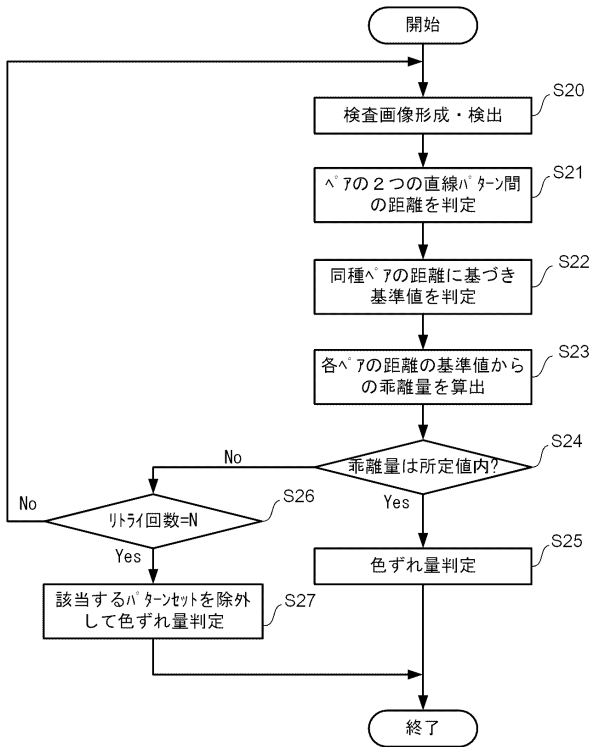 開始
S20
検査画像形成・検出
S21
ﾍﾟｱの２つの直線ﾊﾟﾀｰﾝ間
の距離を判定
S22
同種ﾍﾟｱの距離に基づき
基準値を判定
S23
各ﾍﾟｱの距離の基準値から
の乖離量を算出
S24
乖離量は所定値内?
No
Yes
S26
ﾘﾄﾗｲ回数=N
No
Yes
S25
色ずれ量判定
S27
該当するﾊﾟﾀｰﾝｾｯﾄを除外
して色ずれ量判定
終了